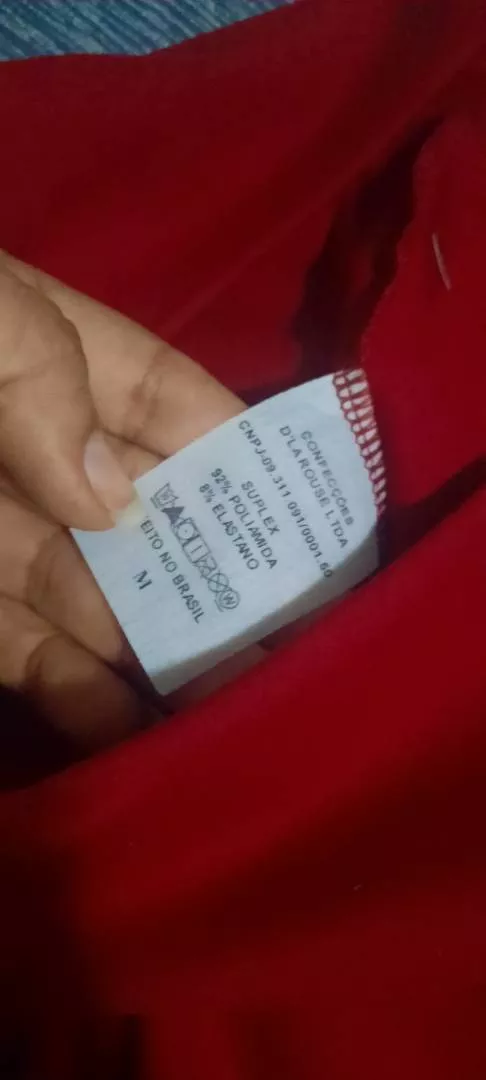 CONFECÇÕES
D'LAROUSE LTDA
CNPJ-09.311 091/0001.60
SUPLEX
92% POLIAMIDA
8% ELASTANO
EITO NO BRASIL
M